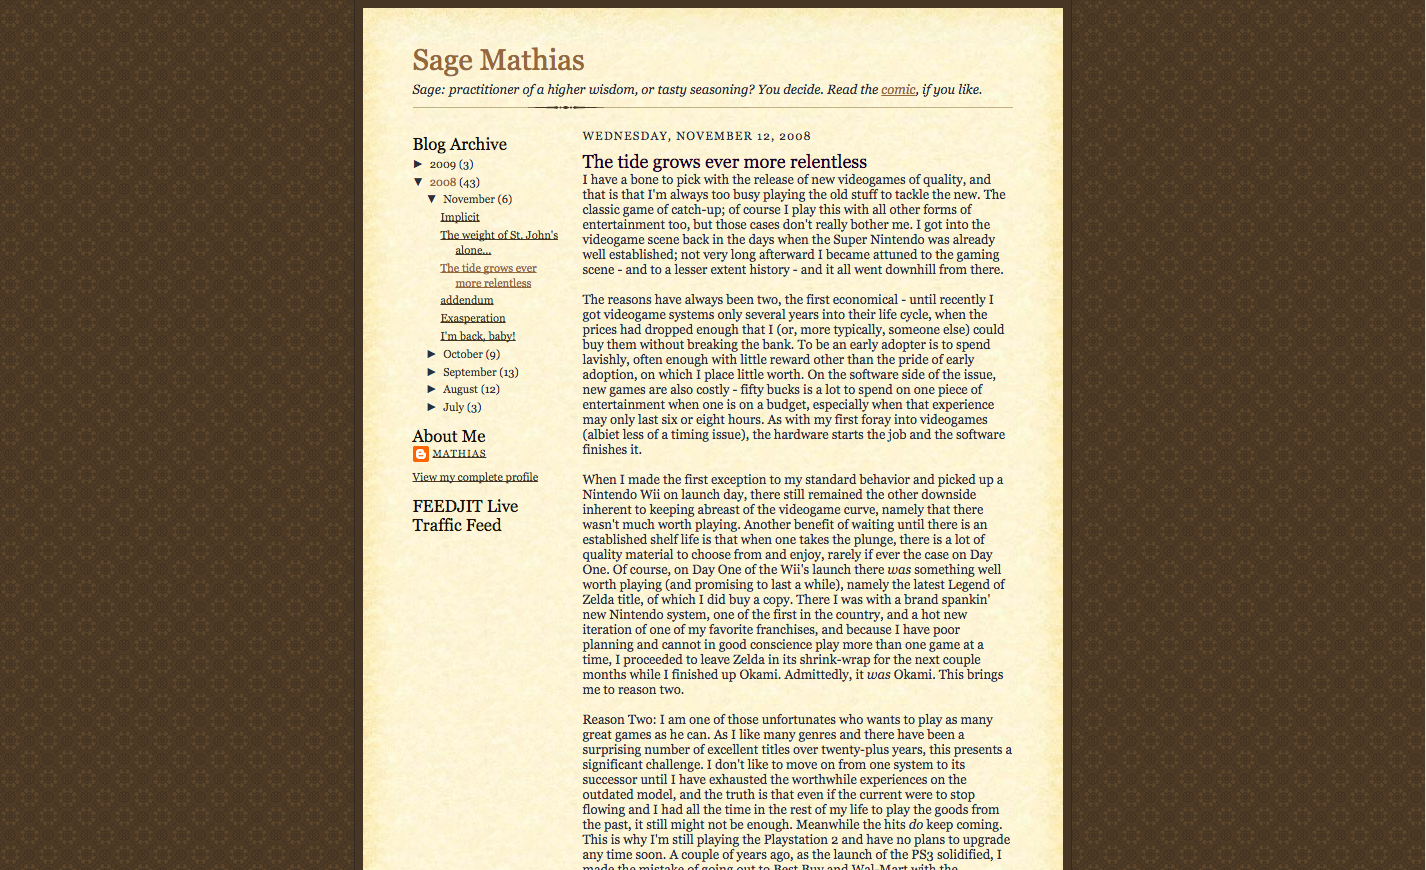 Sage Mathias
Sage: practitioner of a higher wisdom, or tasty seasoning? You decide. Read the comic, if you like.
Blog Archive
► 2009 (3)
▼ 2008 (43)
▼ November (6)
Implicit
The weight of St. John's
alone...
The tide grows ever
more relentless
addendum
Exasperation
I'm back, baby!
► October (9)
► September (13)
► August (12)
► July (3)
About Me
MATHIAS
View my complete profile
FEEDJIT Live
Traffic Feed
WEDNESDAY, NOVEMBER 12, 2008
The tide grows ever more relentless
I have a bone to pick with the release of new videogames of quality, and
that is that I'm always too busy playing the old stuff to tackle the new. The
classic game of catch-up; of course I play this with all other forms of
entertainment too, but those cases don't really bother me. I got into the
videogame scene back in the days when the Super Nintendo was already
well established; not very long afterward I became attuned to the gaming
scene - and to a lesser extent history - and it all went downhill from there.
The reasons have always been two, the first economical - until recently I
got videogame systems only several years into their life cycle, when the
prices had dropped enough that I (or, more typically, someone else) could
buy them without breaking the bank. To be an early adopter is to spend
lavishly, often enough with little reward other than the pride of early
adoption, on which I place little worth. On the software side of the issue,
new games are also costly - fifty bucks is a lot to spend on one piece of
entertainment when one is on a budget, especially when that experience
may only last six or eight hours. As with my first foray into videogames
(albiet less of a timing issue), the hardware starts the job and the software
finishes it.
When I made the first exception to my standard behavior and picked up a
Nintendo Wii on launch day, there still remained the other downside
inherent to keeping abreast of the videogame curve, namely that there
wasn't much worth playing. Another benefit of waiting until there is an
established shelf life is that when one takes the plunge, there is a lot of
quality material to choose from and enjoy, rarely if ever the case on Day
One. Of course, on Day One of the Wii's launch there was something well
worth playing (and promising to last a while), namely the latest Legend of
Zelda title, of which I did buy a copy. There I was with a brand spankin'
new Nintendo system, one of the first in the country, and a hot new
iteration of one of my favorite franchises, and because I have poor
planning and cannot in good conscience play more than one game at a
time, I proceeded to leave Zelda in its shrink-wrap for the next couple
months while I finished up Okami. Admittedly, it was Okami. This brings
me to reason two.
Reason Two: I am one of those unfortunates who wants to play as many
great games as he can. As I like many genres and there have been a
surprising number of excellent titles over twenty-plus years, this presents a
significant challenge. I don't like to move on from one system to its
successor until I have exhausted the worthwhile experiences on the
outdated model, and the truth is that even if the current were to stop
flowing and I had all the time in the rest of my life to play the goods from
the past, it still might not be enough. Meanwhile the hits do keep coming.
This is why I'm still playing the Playstation 2 and have no plans to upgrade
any time soon. A couple of years ago, as the launch of the PS3 solidified, I
made the mistake of going out to Best Buy and Wal-Mart with the